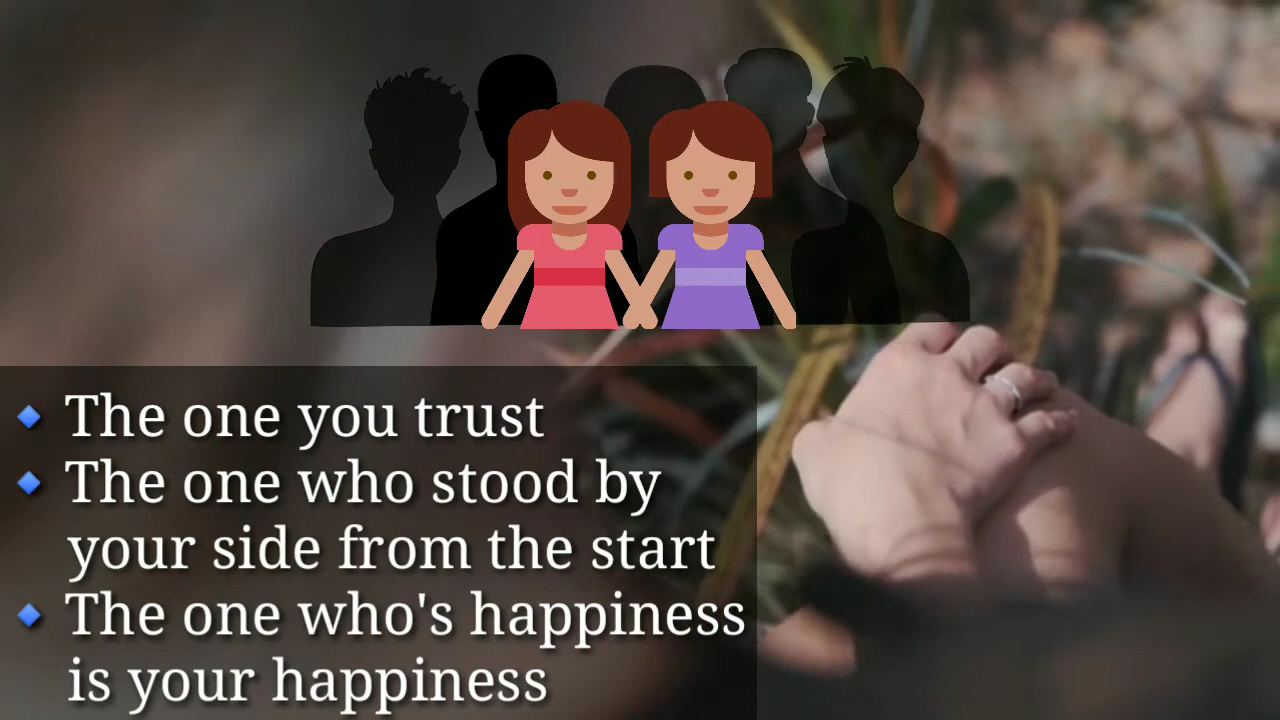 The one you trust
The one who stood by
your side from the start
The one who's happiness
is your happiness